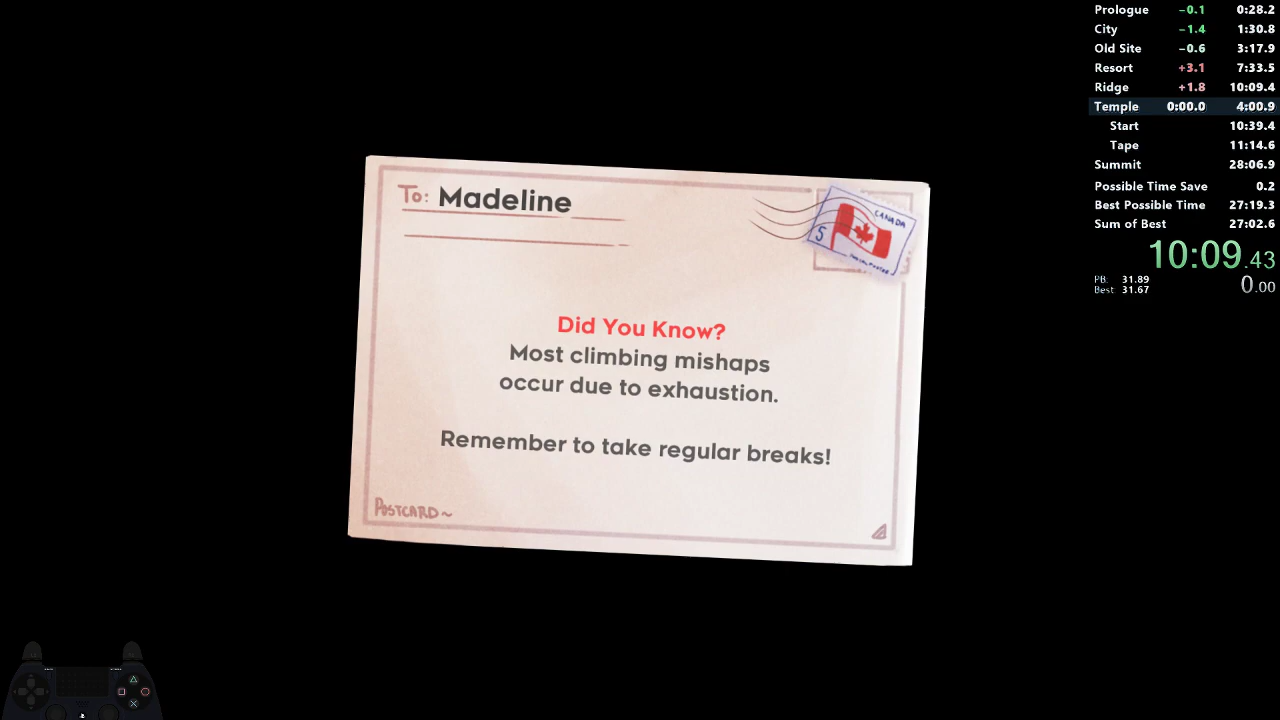 Prologue −0.1 0:28.2
City −1.4 1:30.8
Old Site −0.6 3:17.9
Resort +3.1 7:33.5
Ridge +1.8 10:09.4
Temple 0:00.0 4:00.9
Start 10:39.4
Tape 11:14.6
Summit 28:06.9
Possible Time Save 0.2
Best Possible Time 27:19.3
Sum of Best 27:02.6
10:09.43
PB: 31.89
Best: 31.67
0.00
To: Madeline
CANADA
5
Did You Know?
Most climbing mishaps
occur due to exhaustion.
Remember to take regular breaks!
POSTCARD~